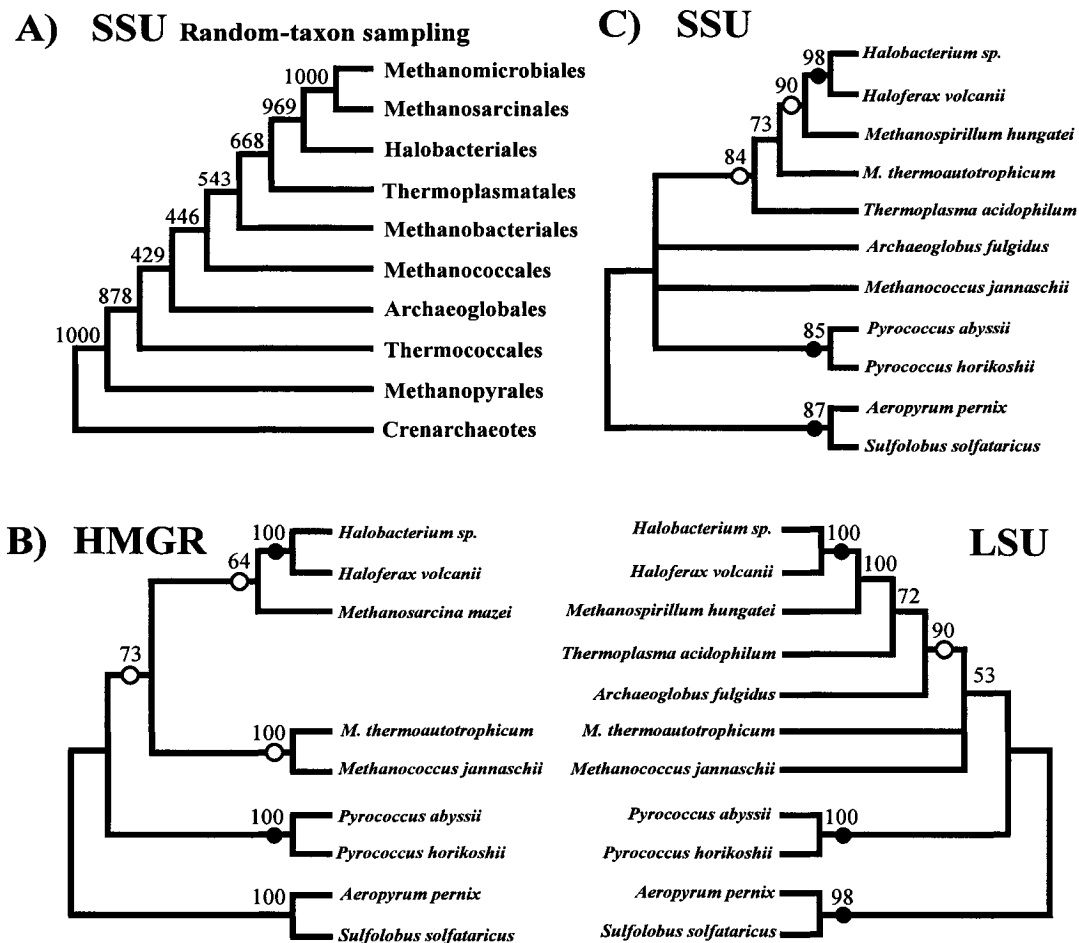 A) SSU Random-taxon sampling
1000
Methanomicrobiales
Methanosarcinales
969
Halobacteriales
668
Thermoplasmatales
543
Methanobacteriales
446
Methanococcales
429
Archaeoglobales
878
Thermococcales
1000
Methanopyrales
Crenarchaeotes
C) SSU
98
Halobacterium sp.
Haloferax volcanii
90
Methanospirillum hungatei
73
M. thermoautotrophicum
84
Thermoplasma acidophilum
Archaeoglobus fulgidus
Methanococcus jannaschii
85
Pyrococcus abyssii
Pyrococcus horikoshii
87
Aeropyrum pernix
Sulfolobus solfataricus
B) HMGR
100
Halobacterium sp.
Haloferax volcanii
64
Methanosarcina mazei
73
100
M. thermoautotrophicum
Methanococcus jannaschii
100
Pyrococcus abyssii
Pyrococcus horikoshii
100
Aeropyrum pernix
Sulfolobus solfataricus
LSU
Halobacterium sp.
100
Haloferax volcanii
100
Methanospirillum hungatei
72
Thermoplasma acidophilum
90
Archaeoglobus fulgidus
53
M. thermoautotrophicum
Methanococcus jannaschii
Pyrococcus abyssii
100
Pyrococcus horikoshii
Aeropyrum pernix
98
Sulfolobus solfataricus